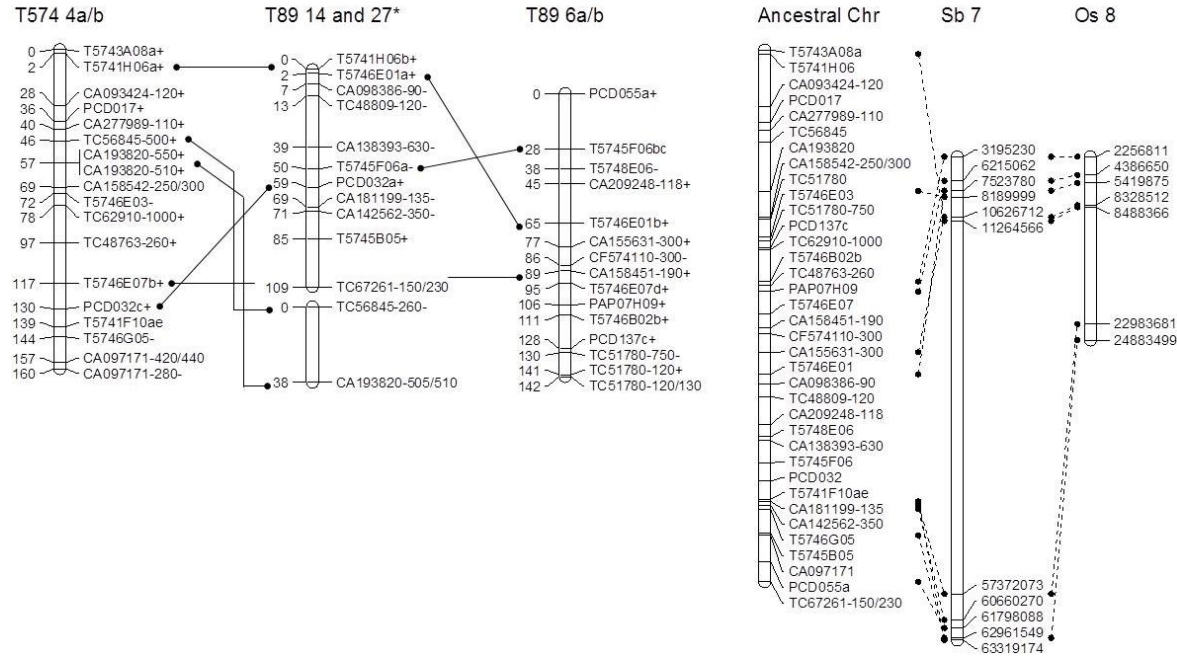 T574 4a/b
0 T5743A08a+
2 T5741H06a+
28 CA093424-120+
36 PCD017+
40 CA277989-110+
46 TC56845-500+
57 CA193820-550+
CA193820-510+
69 CA158542-250/300
72 T5746E03-
78 TC62910-1000+
97 TC48763-260+
117 T5746E07b+
130 PCD032c+
139 T5741F10ae
144 T5746G05-
157 CA097171-420/440
160 CA097171-280-
T89 14 and 27*
0 T5741H06b+
2 T5746E01a+
7 CA098386-90-
13 TC48809-120-
39 CA138393-630-
50 T5745F06a-
59 PCD032a+
69 CA181199-135-
71 CA142562-350-
85 T5745B05+
109 TC67261-150/230
0 TC56845-260-
38 CA193820-505/510
T89 6a/b
0 PCD055a+
28 T5745F06bc
38 T5748E06-
45 CA209248-118+
65 T5746E01b+
77 CA155631-300+
86 CF574110-300-
89 CA158451-190+
95 T5746E07d+
106 PAP07H09+
111 T5746B02b+
128 PCD137c+
130 TC51780-750-
141 TC51780-120+
142 TC51780-120/130
Ancestral Chr
T5743A08a
T5741H06
CA093424-120
PCD017
CA277989-110
TC56845
CA193820
CA158542-250/300
TC51780
T5746E03
TC51780-750
PCD137c
TC62910-1000
T5746B02b
TC48763-260
PAP07H09
T5746E07
CA158451-190
CF574110-300
CA155631-300
T5746E01
CA098386-90
TC48809-120
CA209248-118
T5748E06
CA138393-630
T5745F06
PCD032
T5741F10ae
CA181199-135
CA142562-350
T5746G05
T5745B05
CA097171
PCD055a
TC67261-150/230
Sb 7
3195230
6215062
7523780
8189999
10626712
11264566
57372073
60660270
61798088
62961549
63319174
Os 8
2256811
4386650
5419875
8328512
8488366
22983681
24883499